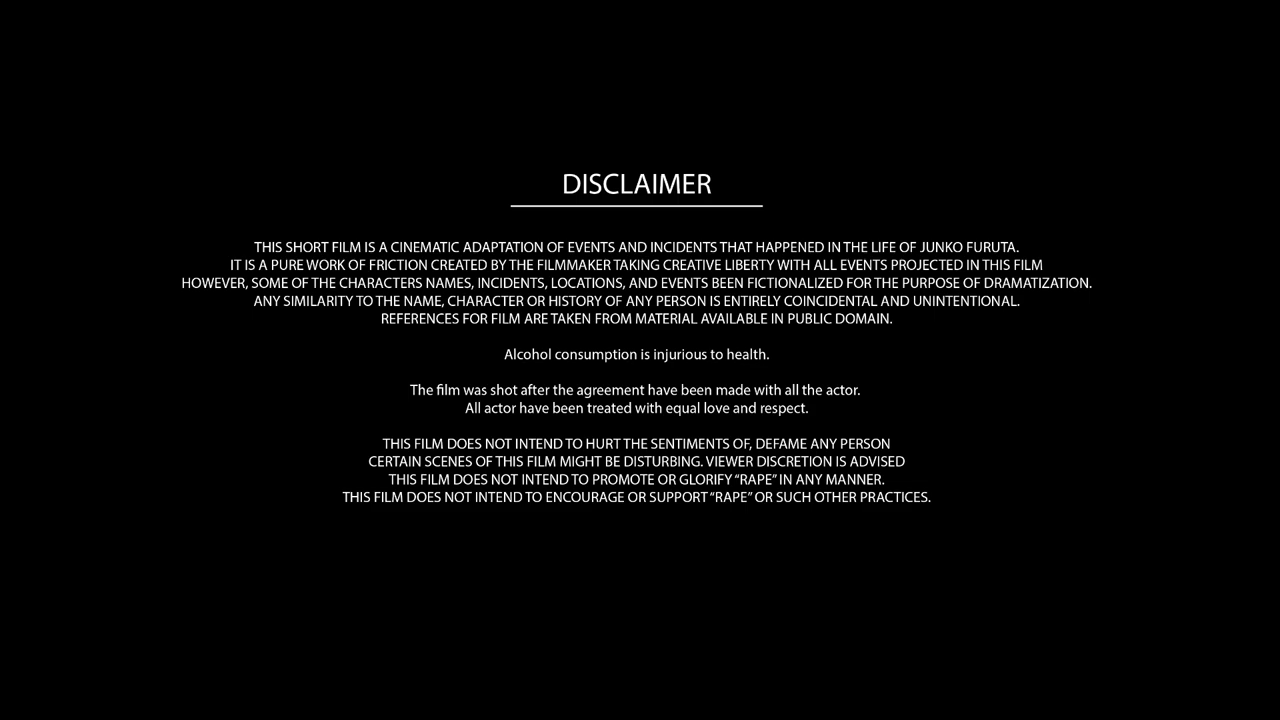 DISCLAIMER
THIS SHORT FILM IS A CINEMATIC ADAPTATION OF EVENTS AND INCIDENTS THAT HAPPENED IN THE LIFE OF JUNKO FURUTA.
IT IS A PURE WORK OF FRICTION CREATED BY THE FILMMAKER TAKING CREATIVE LIBERTY WITH ALL EVENTS PROJECTED IN THIS FILM
HOWEVER, SOME OF THE CHARACTERS NAMES, INCIDENTS, LOCATIONS, AND EVENTS BEEN FICTIONALIZED FOR THE PURPOSE OF DRAMATIZATION.
ANY SIMILARITY TO THE NAME, CHARACTER OR HISTORY OF ANY PERSON IS ENTIRELY COINCIDENTAL AND UNINTENTIONAL.
REFERENCES FOR FILM ARE TAKEN FROM MATERIAL AVAILABLE IN PUBLIC DOMAIN.
Alcohol consumption is injurious to health.
The film was shot after the agreement have been made with all the actor.
All actor have been treated with equal love and respect.
THIS FILM DOES NOT INTEND TO HURT THE SENTIMENTS OF, DEFAME ANY PERSON
CERTAIN SCENES OF THIS FILM MIGHT BE DISTURBING. VIEWER DISCRETION IS ADVISED
THIS FILM DOES NOT INTEND TO PROMOTE OR GLORIFY “RAPE” IN ANY MANNER.
THIS FILM DOES NOT INTEND TO ENCOURAGE OR SUPPORT “RAPE” OR SUCH OTHER PRACTICES.